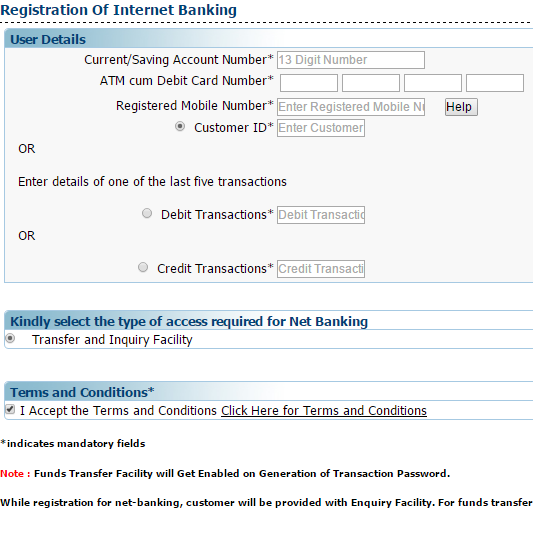 Registration Of Internet Banking
User Details
Current/Saving Account Number* 13 Digit Number
ATM cum Debit Card Number*
Registered Mobile Number* Enter Registered Mobile Nu Help
Customer ID* Enter Customer
OR
Enter details of one of the last five transactions
Debit Transactions* Debit Transactic
OR
Credit Transactions* Credit Transacti
Kindly select the type of access required for Net Banking
Transfer and Inquiry Facility
Terms and Conditions*
I Accept the Terms and Conditions Click Here for Terms and Conditions
*indicates mandatory fields
Note : Funds Transfer Facility will Get Enabled on Generation of Transaction Password.
While registration for net-banking, customer will be provided with Enquiry Facility. For funds transfer